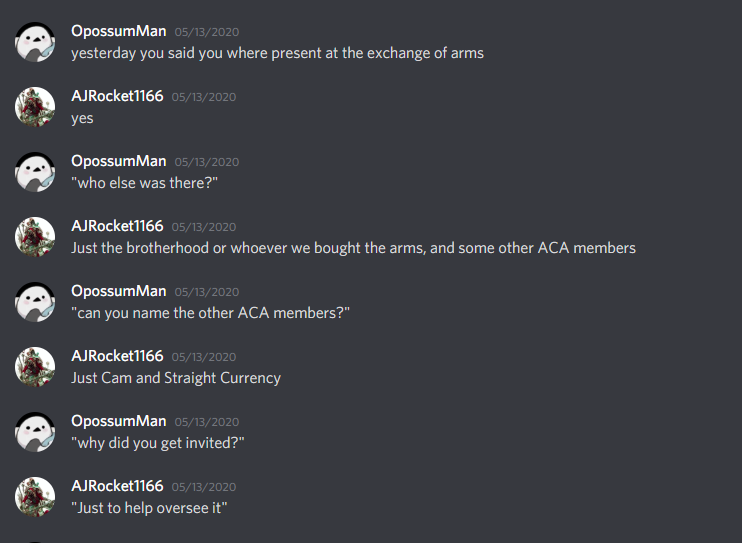 OpossumMan 05/13/2020
yesterday you said you where present at the exchange of arms
AJRocket1166 05/13/2020
yes
OpossumMan 05/13/2020
"who else was there?"
AJRocket1166 05/13/2020
Just the brotherhood or whoever we bought the arms, and some other ACA members
OpossumMan 05/13/2020
"can you name the other ACA members?"
AJRocket1166 05/13/2020
Just Cam and Straight Currency
OpossumMan 05/13/2020
"why did you get invited?"
AJRocket1166 05/13/2020
"Just to help oversee it"